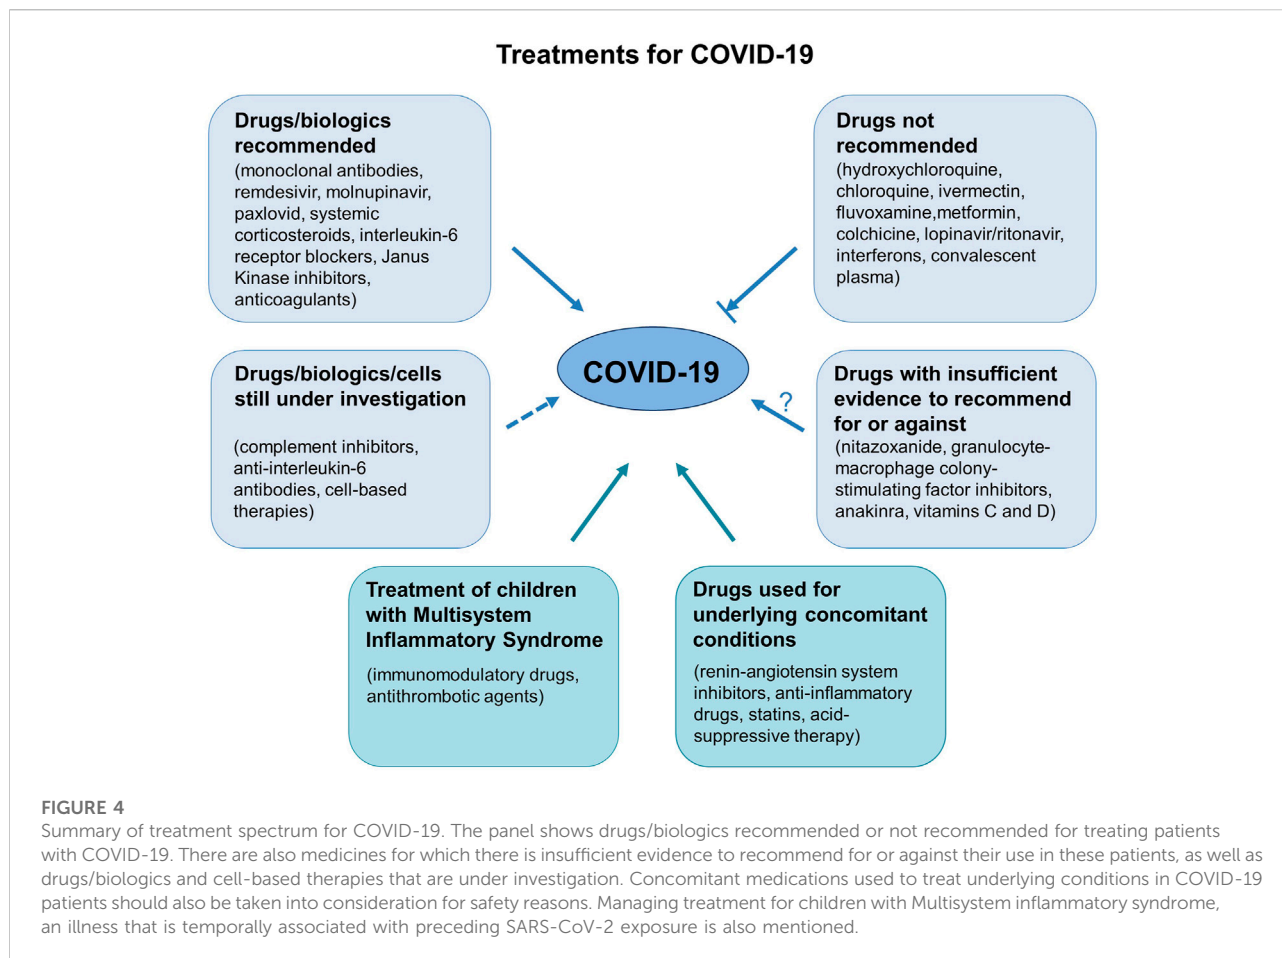 Treatments for COVID-19
Drugs/biologics
recommended
(monoclonal antibodies,
remdesivir, molnupinavir,
paxlovid, systemic
corticosteroids, interleukin-6
receptor blockers, Janus
Kinase inhibitors,
anticoagulants)
Drugs not
recommended
(hydroxychloroquine,
chloroquine, ivermectin,
fluvoxamine,metformin,
colchicine, lopinavir/ritonavir,
interferons, convalescent
plasma)
COVID-19
Drugs/biologics/cells
still under investigation
(complement inhibitors,
anti-interleukin-6
antibodies, cell-based
therapies)
?
Drugs with insufficient
evidence to recommend
for or against
(nitazoxanide, granulocyte-
macrophage colony-
stimulating factor inhibitors,
anakinra, vitamins C and D)
Treatment of children
with Multisystem
Inflammatory Syndrome
(immunomodulatory drugs,
antithrombotic agents)
Drugs used for
underlying concomitant
conditions
(renin-angiotensin system
inhibitors, anti-inflammatory
drugs, statins, acid-
suppressive therapy)
FIGURE 4
Summary of treatment spectrum for COVID-19. The panel shows drugs/biologics recommended or not recommended for treating patients
with COVID-19. There are also medicines for which there is insufficient evidence to recommend for or against their use in these patients, as well as
drugs/biologics and cell-based therapies that are under investigation. Concomitant medications used to treat underlying conditions in COVID-19
patients should also be taken into consideration for safety reasons. Managing treatment for children with Multisystem inflammatory syndrome,
an illness that is temporally associated with preceding SARS-CoV-2 exposure is also mentioned.